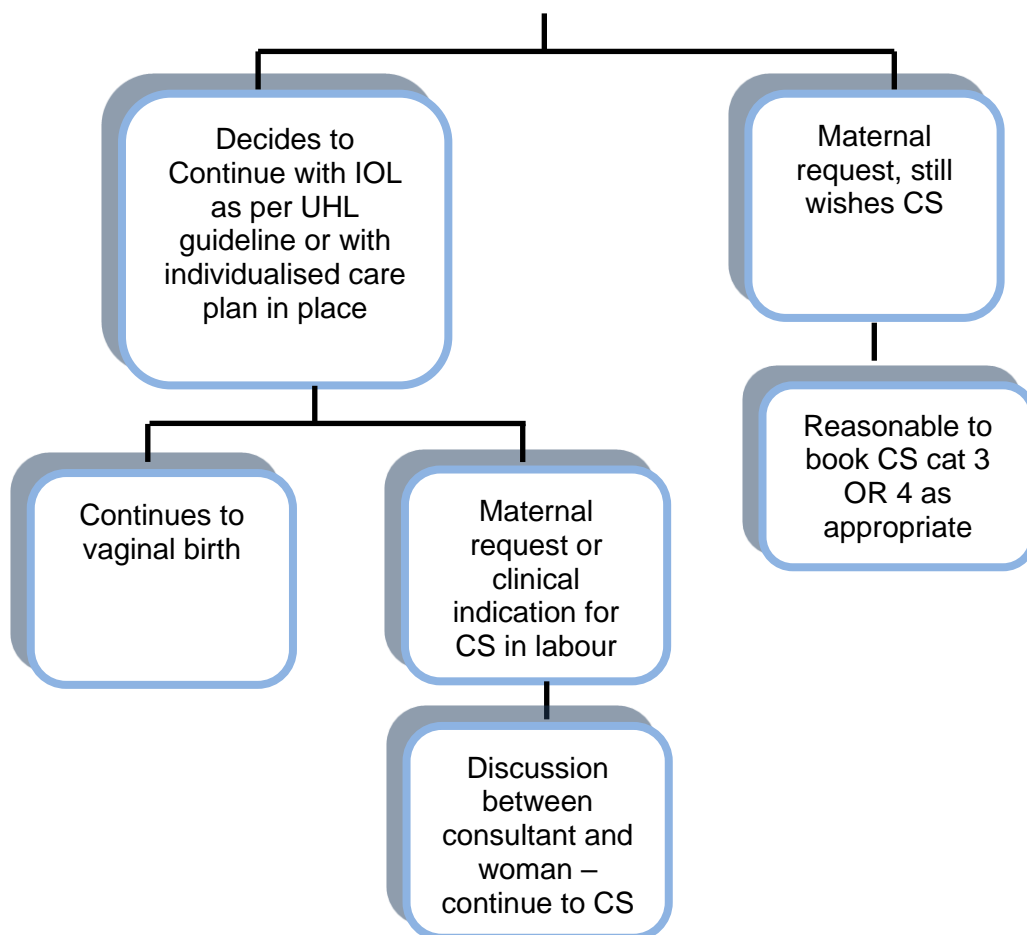 Decides to
Continue with IOL
as per UHL
guideline or with
individualised care
plan in place
Maternal
request, still
wishes CS
Reasonable to
book CS cat 3
OR 4 as
appropriate
Continues to
vaginal birth
Maternal
request or
clinical
indication for
CS in labour
Discussion
between
consultant and
woman –
continue to CS